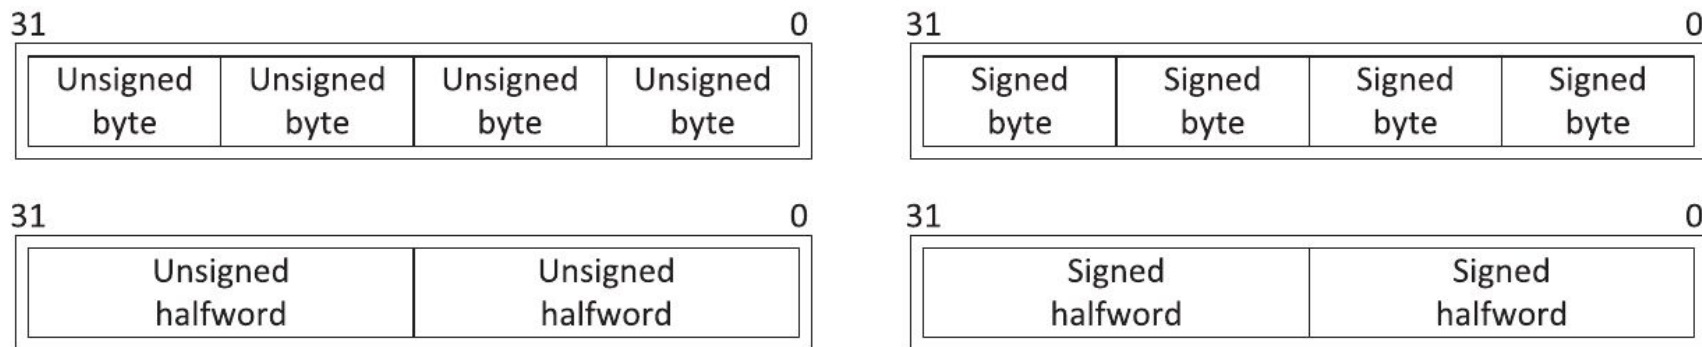 31 0 31 0
Unsigned Unsigned Unsigned Unsigned Signed Signed Signed Signed
byte byte byte byte byte byte byte byte
31 0 31 0
Unsigned Unsigned Signed Signed
halfword halfword halfword halfword